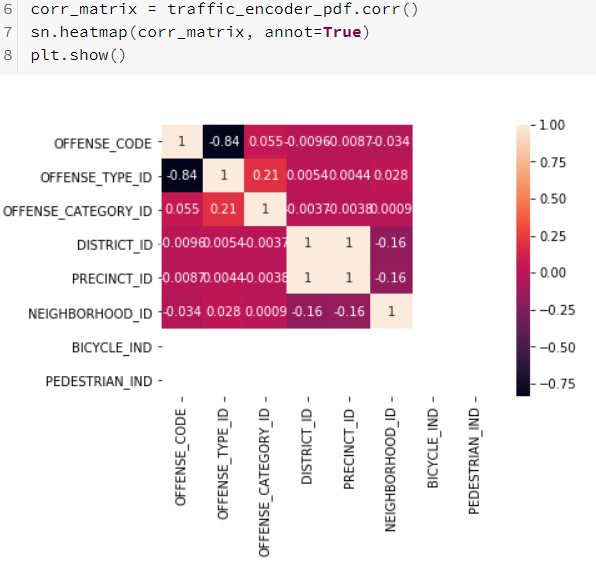 6 corr_matrix = traffic_encoder_pdf.corr()
7 sn.heatmap(corr_matrix, annot=True)
8 plt.show()
OFFENSE_CODE 1 -0.84 0.055 -0.0096 -0.0087 -0.034
OFFENSE_TYPE_ID -0.84 1 0.21 0.0054 0.0044 0.028
OFFENSE_CATEGORY_ID 0.055 0.21 1 -0.0037 -0.0038 0.0009
DISTRICT_ID -0.0096 0.0054 -0.0037 1 1 -0.16
PRECINCT_ID -0.0087 0.0044 -0.0038 1 1 -0.16
NEIGHBORHOOD_ID -0.034 0.028 0.0009 -0.16 -0.16 1
BICYCLE_IND
PEDESTRIAN_IND
OFFENSE_CODE
OFFENSE_TYPE_ID
OFFENSE_CATEGORY_ID
DISTRICT_ID
PRECINCT_ID
NEIGHBORHOOD_ID
BICYCLE_IND
PEDESTRIAN_IND
1.00
0.75
0.50
0.25
0.00
−0.25
−0.50
−0.75